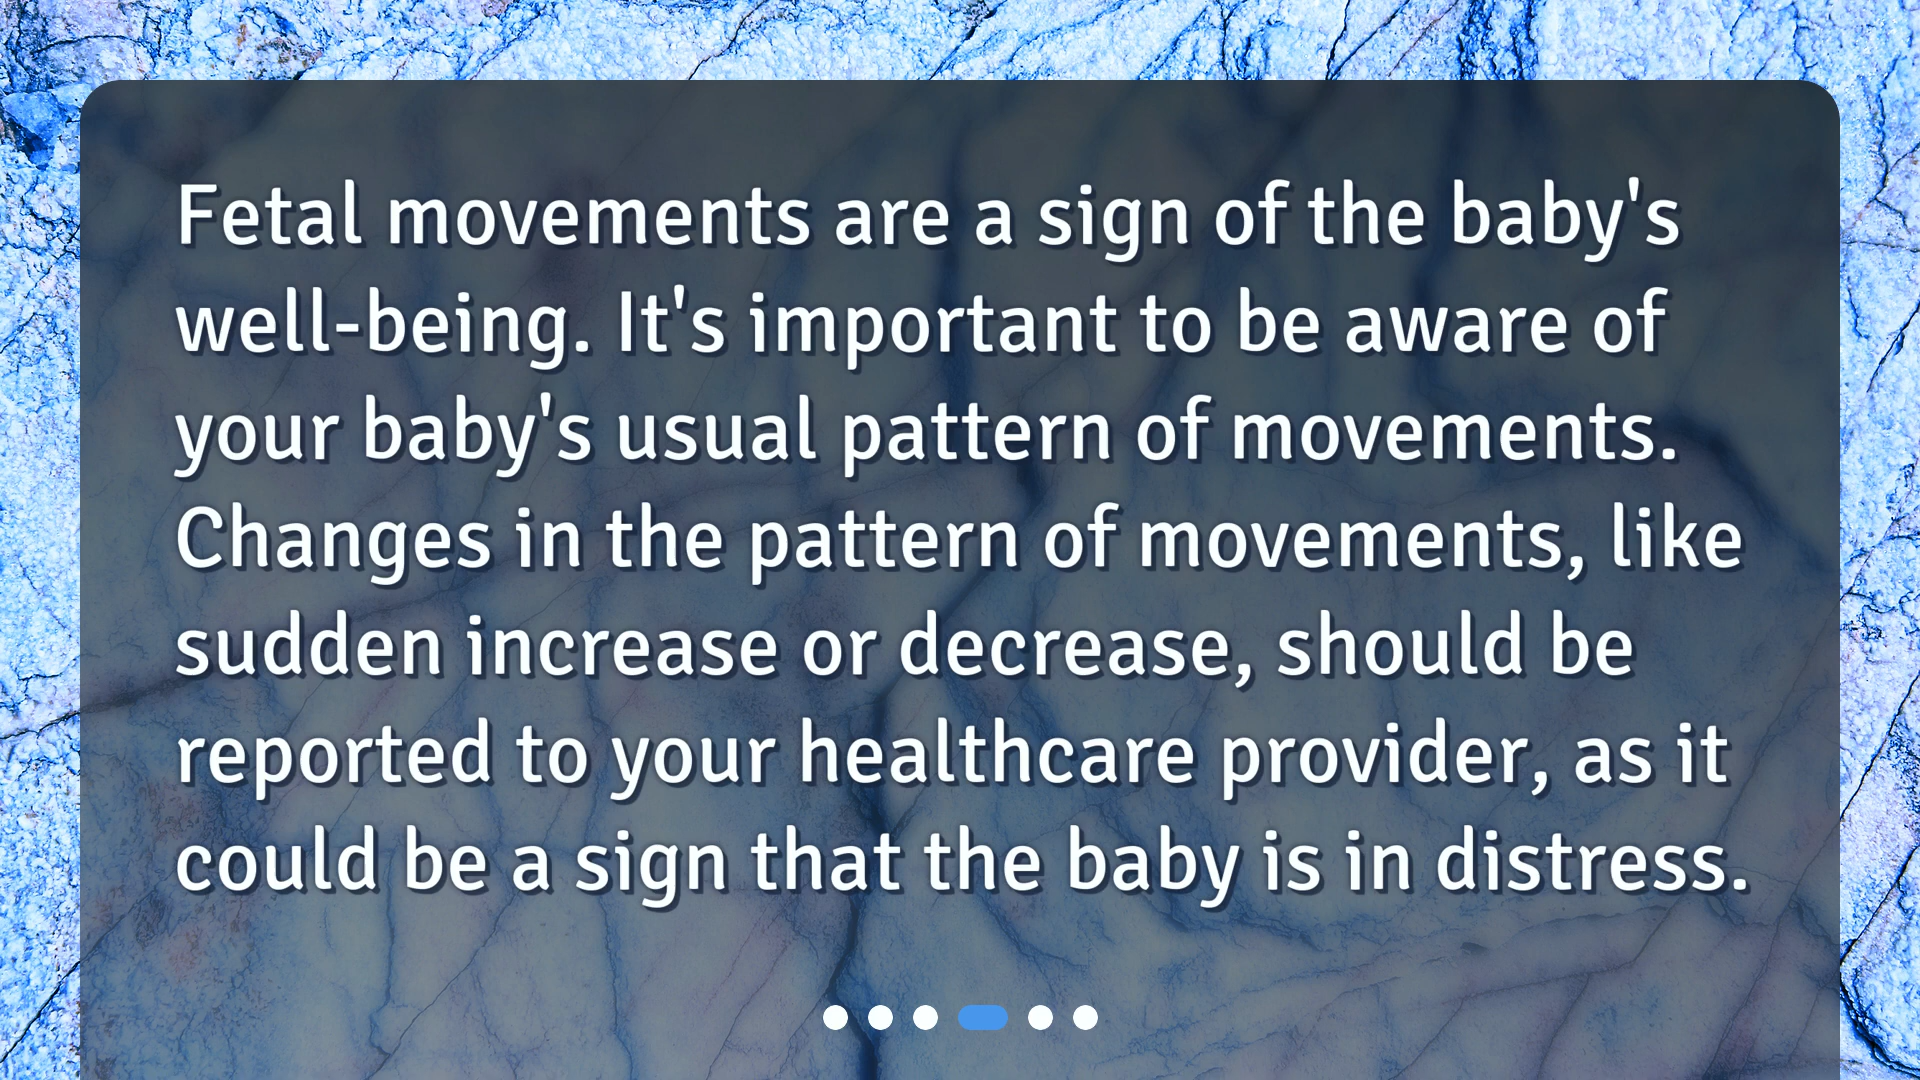 Fetal movements are a sign of the baby's
well-being. It's important to be aware of
your baby's usual pattern of movements.
Changes in the pattern of movements, like
sudden increase or decrease, should be
reported to your healthcare provider, as it
could be a sign that the baby is in distress.